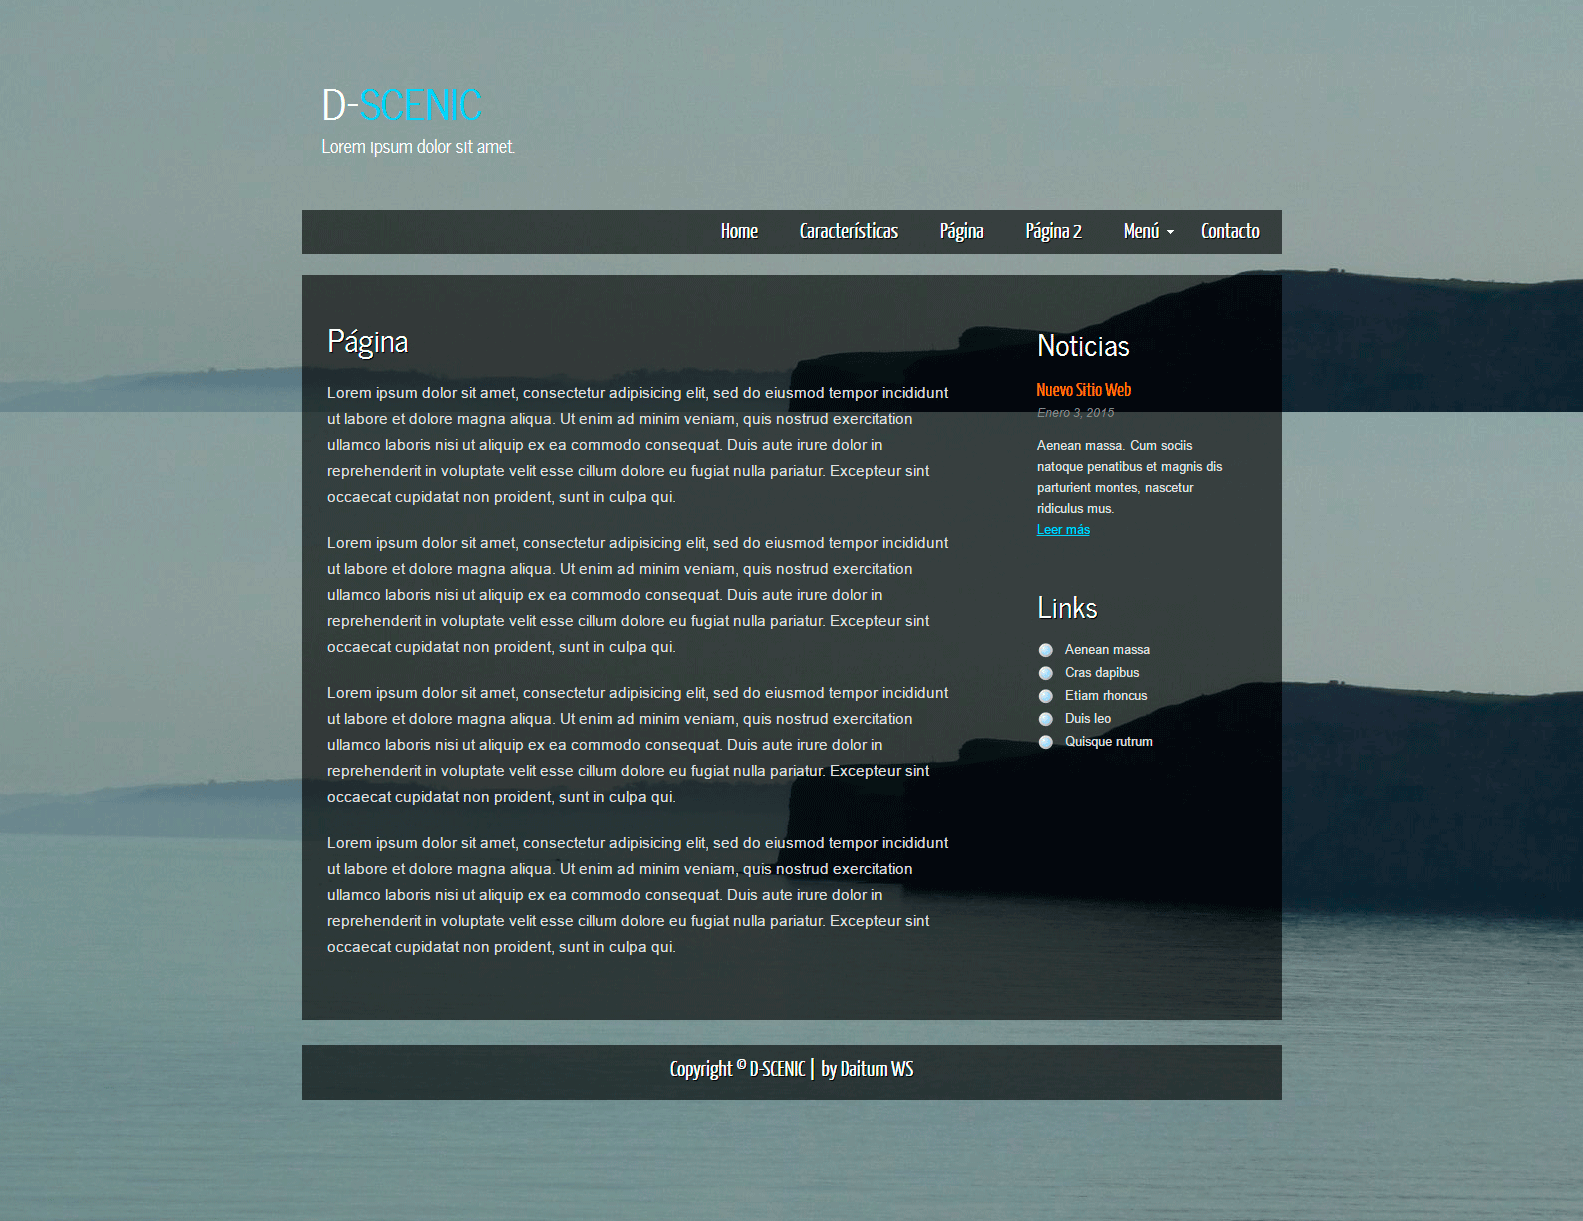 D-SCENIC
Lorem ipsum dolor sit amet.
Home Características Página Página 2 Menú Contacto
Página
Lorem ipsum dolor sit amet, consectetur adipisicing elit, sed do eiusmod tempor incididunt
ut labore et dolore magna aliqua. Ut enim ad minim veniam, quis nostrud exercitation
ullamco laboris nisi ut aliquip ex ea commodo consequat. Duis aute irure dolor in
reprehenderit in voluptate velit esse cillum dolore eu fugiat nulla pariatur. Excepteur sint
occaecat cupidatat non proident, sunt in culpa qui.
Lorem ipsum dolor sit amet, consectetur adipisicing elit, sed do eiusmod tempor incididunt
ut labore et dolore magna aliqua. Ut enim ad minim veniam, quis nostrud exercitation
ullamco laboris nisi ut aliquip ex ea commodo consequat. Duis aute irure dolor in
reprehenderit in voluptate velit esse cillum dolore eu fugiat nulla pariatur. Excepteur sint
occaecat cupidatat non proident, sunt in culpa qui.
Lorem ipsum dolor sit amet, consectetur adipisicing elit, sed do eiusmod tempor incididunt
ut labore et dolore magna aliqua. Ut enim ad minim veniam, quis nostrud exercitation
ullamco laboris nisi ut aliquip ex ea commodo consequat. Duis aute irure dolor in
reprehenderit in voluptate velit esse cillum dolore eu fugiat nulla pariatur. Excepteur sint
occaecat cupidatat non proident, sunt in culpa qui.
Lorem ipsum dolor sit amet, consectetur adipisicing elit, sed do eiusmod tempor incididunt
ut labore et dolore magna aliqua. Ut enim ad minim veniam, quis nostrud exercitation
ullamco laboris nisi ut aliquip ex ea commodo consequat. Duis aute irure dolor in
reprehenderit in voluptate velit esse cillum dolore eu fugiat nulla pariatur. Excepteur sint
occaecat cupidatat non proident, sunt in culpa qui.
Noticias
Nuevo Sitio Web
Enero 3, 2015
Aenean massa. Cum sociis
natoque penatibus et magnis dis
parturient montes, nascetur
ridiculus mus.
Leer más
Links
Aenean massa
Cras dapibus
Etiam rhoncus
Duis leo
Quisque rutrum
Copyright © D-SCENIC | by Daitum WS